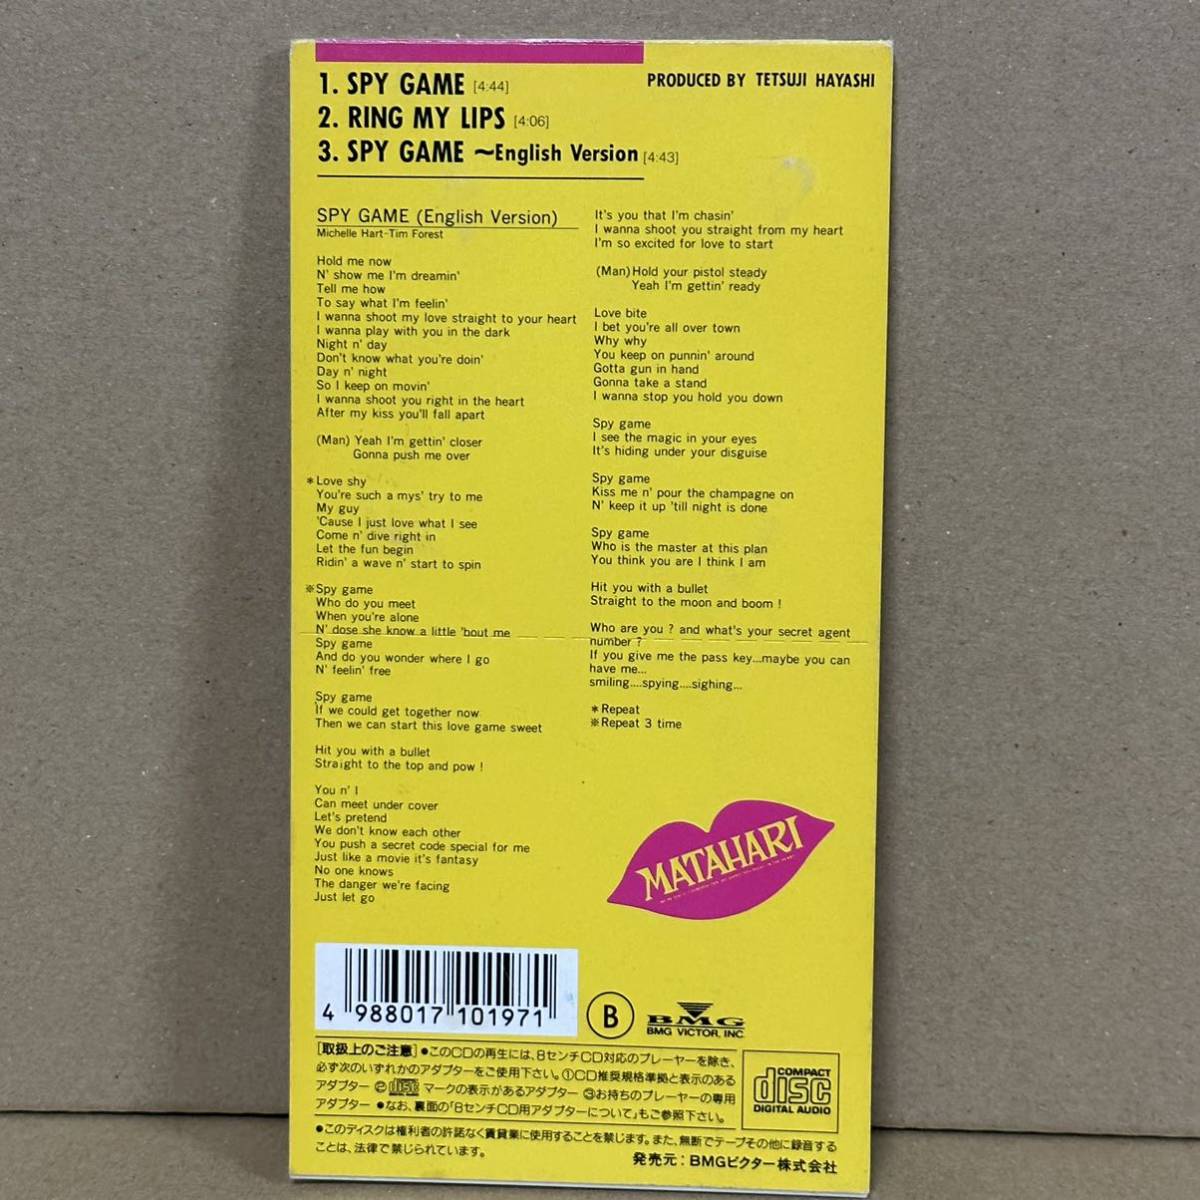 1. SPY GAME [4:44]
2. RING MY LIPS [4:06]
3. SPY GAME ～English Version [4:43]
PRODUCED BY TETSUJI HAYASHI
SPY GAME (English Version)
Michelle Hart-Tim Forest
Hold me now
N' show me I'm dreamin'
Tell me how
To say what I'm feelin'
I wanna shoot my love straight to your heart
I wanna play with you in the dark
Night n' day
Don't know what you're doin'
Day n' night
So I keep on movin'
I wanna shoot you right in the heart
After my kiss you'll fall apart
(Man) Yeah I'm gettin' closer
Gonna push me over
*Love shy
You're such a mys' try to me
My guy
'Cause I just love what I see
Come n' dive right in
Let the fun begin
Ridin' a wave n' start to spin
※Spy game
Who do you meet
When you're alone
N' dose she know a little 'bout me
Spy game
And do you wonder where I go
N' feelin' free
Spy game
If we could get together now
Then we can start this love game sweet
Hit you with a bullet
Straight to the top and pow !
You n' I
Can meet under cover
Let's pretend
We don't know each other
You push a secret code special for me
Just like a movie it's fantasy
No one knows
The danger we're facing
Just let go
It's you that I'm chasin'
I wanna shoot you straight from my heart
I'm so excited for love to start
(Man) Hold your pistol steady
Yeah I'm gettin' ready
Love bite
I bet you're all over town
Why why
You keep on punnin' around
Gotta gun in hand
Gonna take a stand
I wanna stop you hold you down
Spy game
I see the magic in your eyes
It's hiding under your disguise
Spy game
Kiss me n' pour the champagne on
N' keep it up 'till night is done
Spy game
Who is the master at this plan
You think you are I think I am
Hit you with a bullet
Straight to the moon and boom !
Who are you ? and what's your secret agent
number ?
If you give me the pass key...maybe you can
have me...
smiling....spying....sighing...
*Repeat
※Repeat 3 time
MATAHARI
4 988017 101971
B
BMG
BMG VICTOR, INC.
[取扱上のご注意] ●このCDの再生には、8センチCD対応のプレーヤーを除き、
必ず次のいずれかのアダプターをご使用下さい。①CD推奨規格準拠と表示のある
アダプター ② disc マークの表示があるアダプター ③お持ちのプレーヤーの専用
アダプター ●なお、裏面の「8センチCD用アダプターについて」もご参照下さい。
COMPACT
disc
DIGITAL AUDIO
●このディスクは権利者の許諾なく賃貸業に使用することを禁じます。また、無断でテープその他に録音する
ことは、法律で禁じられています。
発売元：BMGビクター株式会社